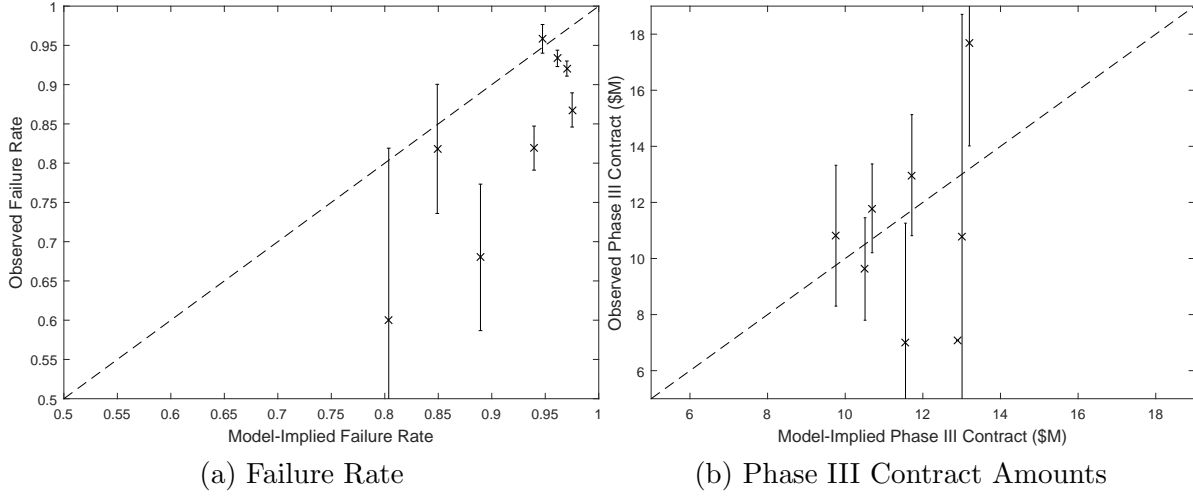 1
0.95
0.9
0.85
0.8
0.75
0.7
0.65
0.6
0.55
0.5
Observed Failure Rate
0.5 0.55 0.6 0.65 0.7 0.75 0.8 0.85 0.9 0.95 1
Model-Implied Failure Rate
(a) Failure Rate
18
16
14
12
10
8
6
Observed Phase III Contract ($M)
6 8 10 12 14 16 18
Model-Implied Phase III Contract ($M)
(b) Phase III Contract Amounts